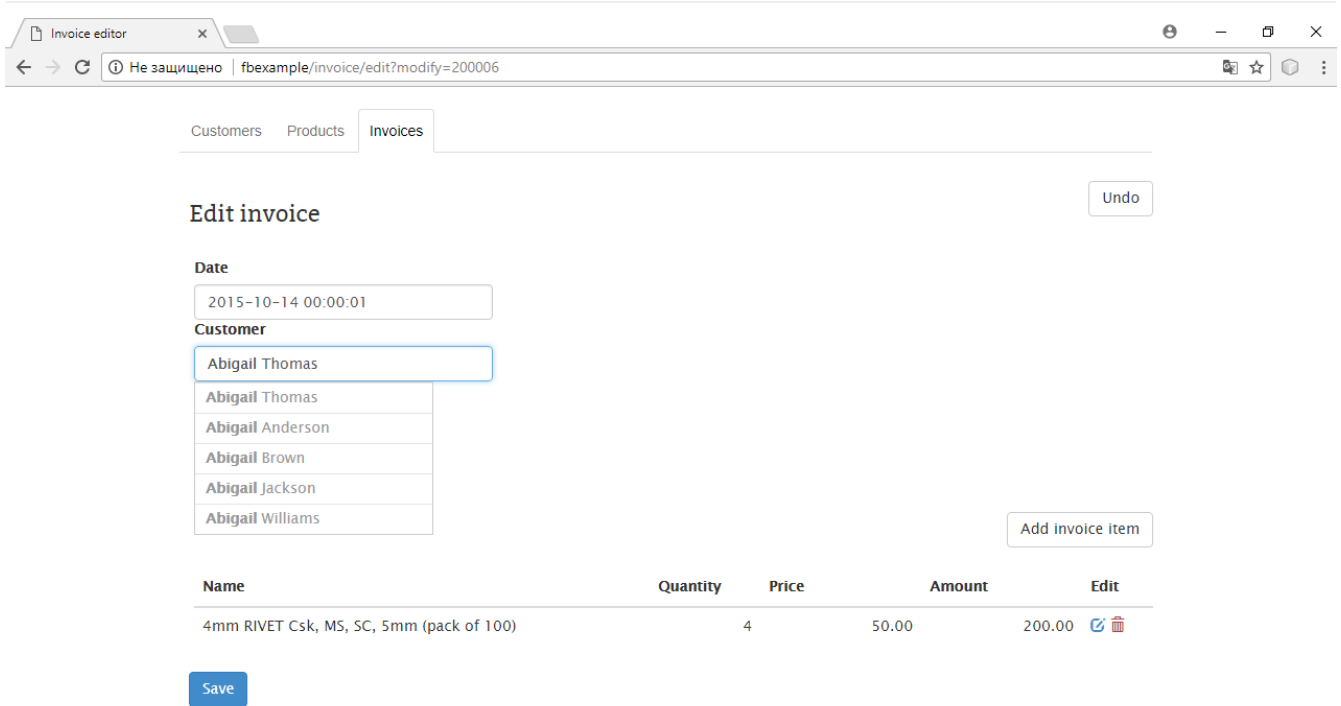 Invoice editor
Не защищено | fbexample/invoice/edit?modify=200006
Customers Products Invoices
Undo
Edit invoice
Date
2015-10-14 00:00:01
Customer
Abigail Thomas
Abigail Thomas
Abigail Anderson
Abigail Brown
Abigail Jackson
Abigail Williams
Add invoice item
Name Quantity Price Amount Edit
4mm RIVET Csk, MS, SC, 5mm (pack of 100) 4 50.00 200.00
Save